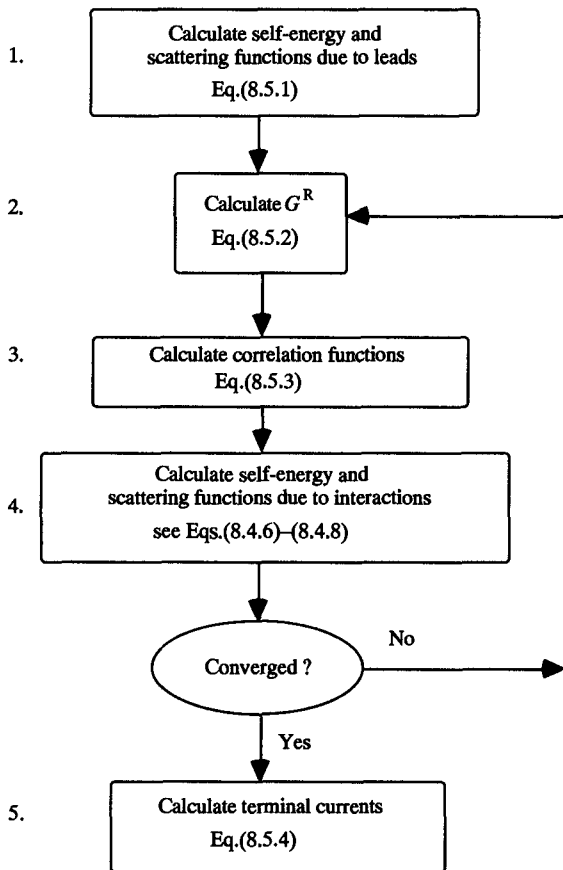 1.
Calculate self-energy and
scattering functions due to leads
Eq.(8.5.1)
2.
Calculate G^R
Eq.(8.5.2)
3.
Calculate correlation functions
Eq.(8.5.3)
4.
Calculate self-energy and
scattering functions due to interactions
see Eqs.(8.4.6)–(8.4.8)
Converged ?
No
Yes
5.
Calculate terminal currents
Eq.(8.5.4)